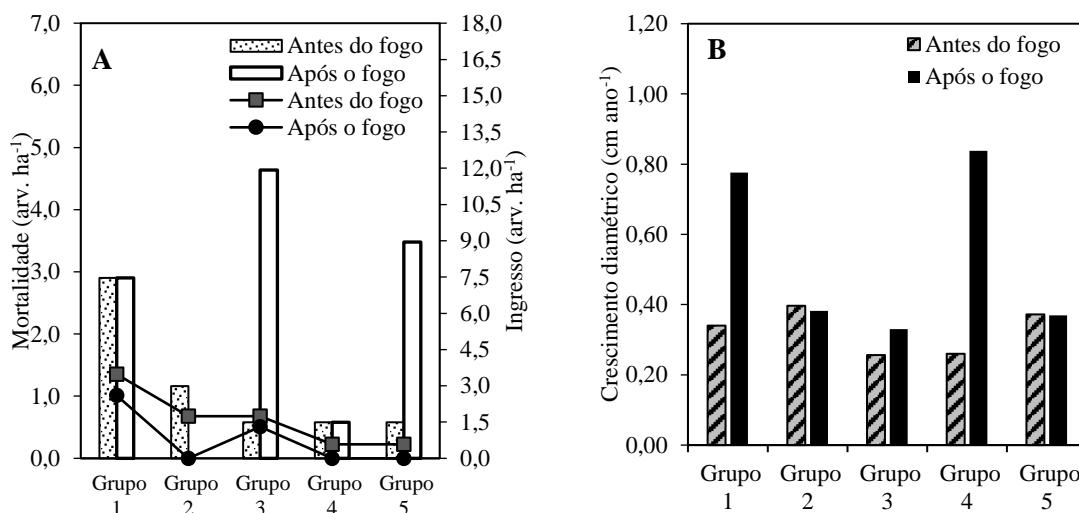 A
Antes do fogo
Após o fogo
Antes do fogo
Após o fogo
Mortalidade (arv. ha-1)
7,0
6,0
5,0
4,0
3,0
2,0
1,0
0,0
Ingresso (arv. ha-1)
18,0
16,5
15,0
13,5
12,0
10,5
9,0
7,5
6,0
4,5
3,0
1,5
0,0
Grupo 1
Grupo 2
Grupo 3
Grupo 4
Grupo 5
B
Antes do fogo
Após o fogo
Crescimento diamétrico (cm ano-1)
1,20
1,00
0,80
0,60
0,40
0,20
0,00
Grupo 1
Grupo 2
Grupo 3
Grupo 4
Grupo 5